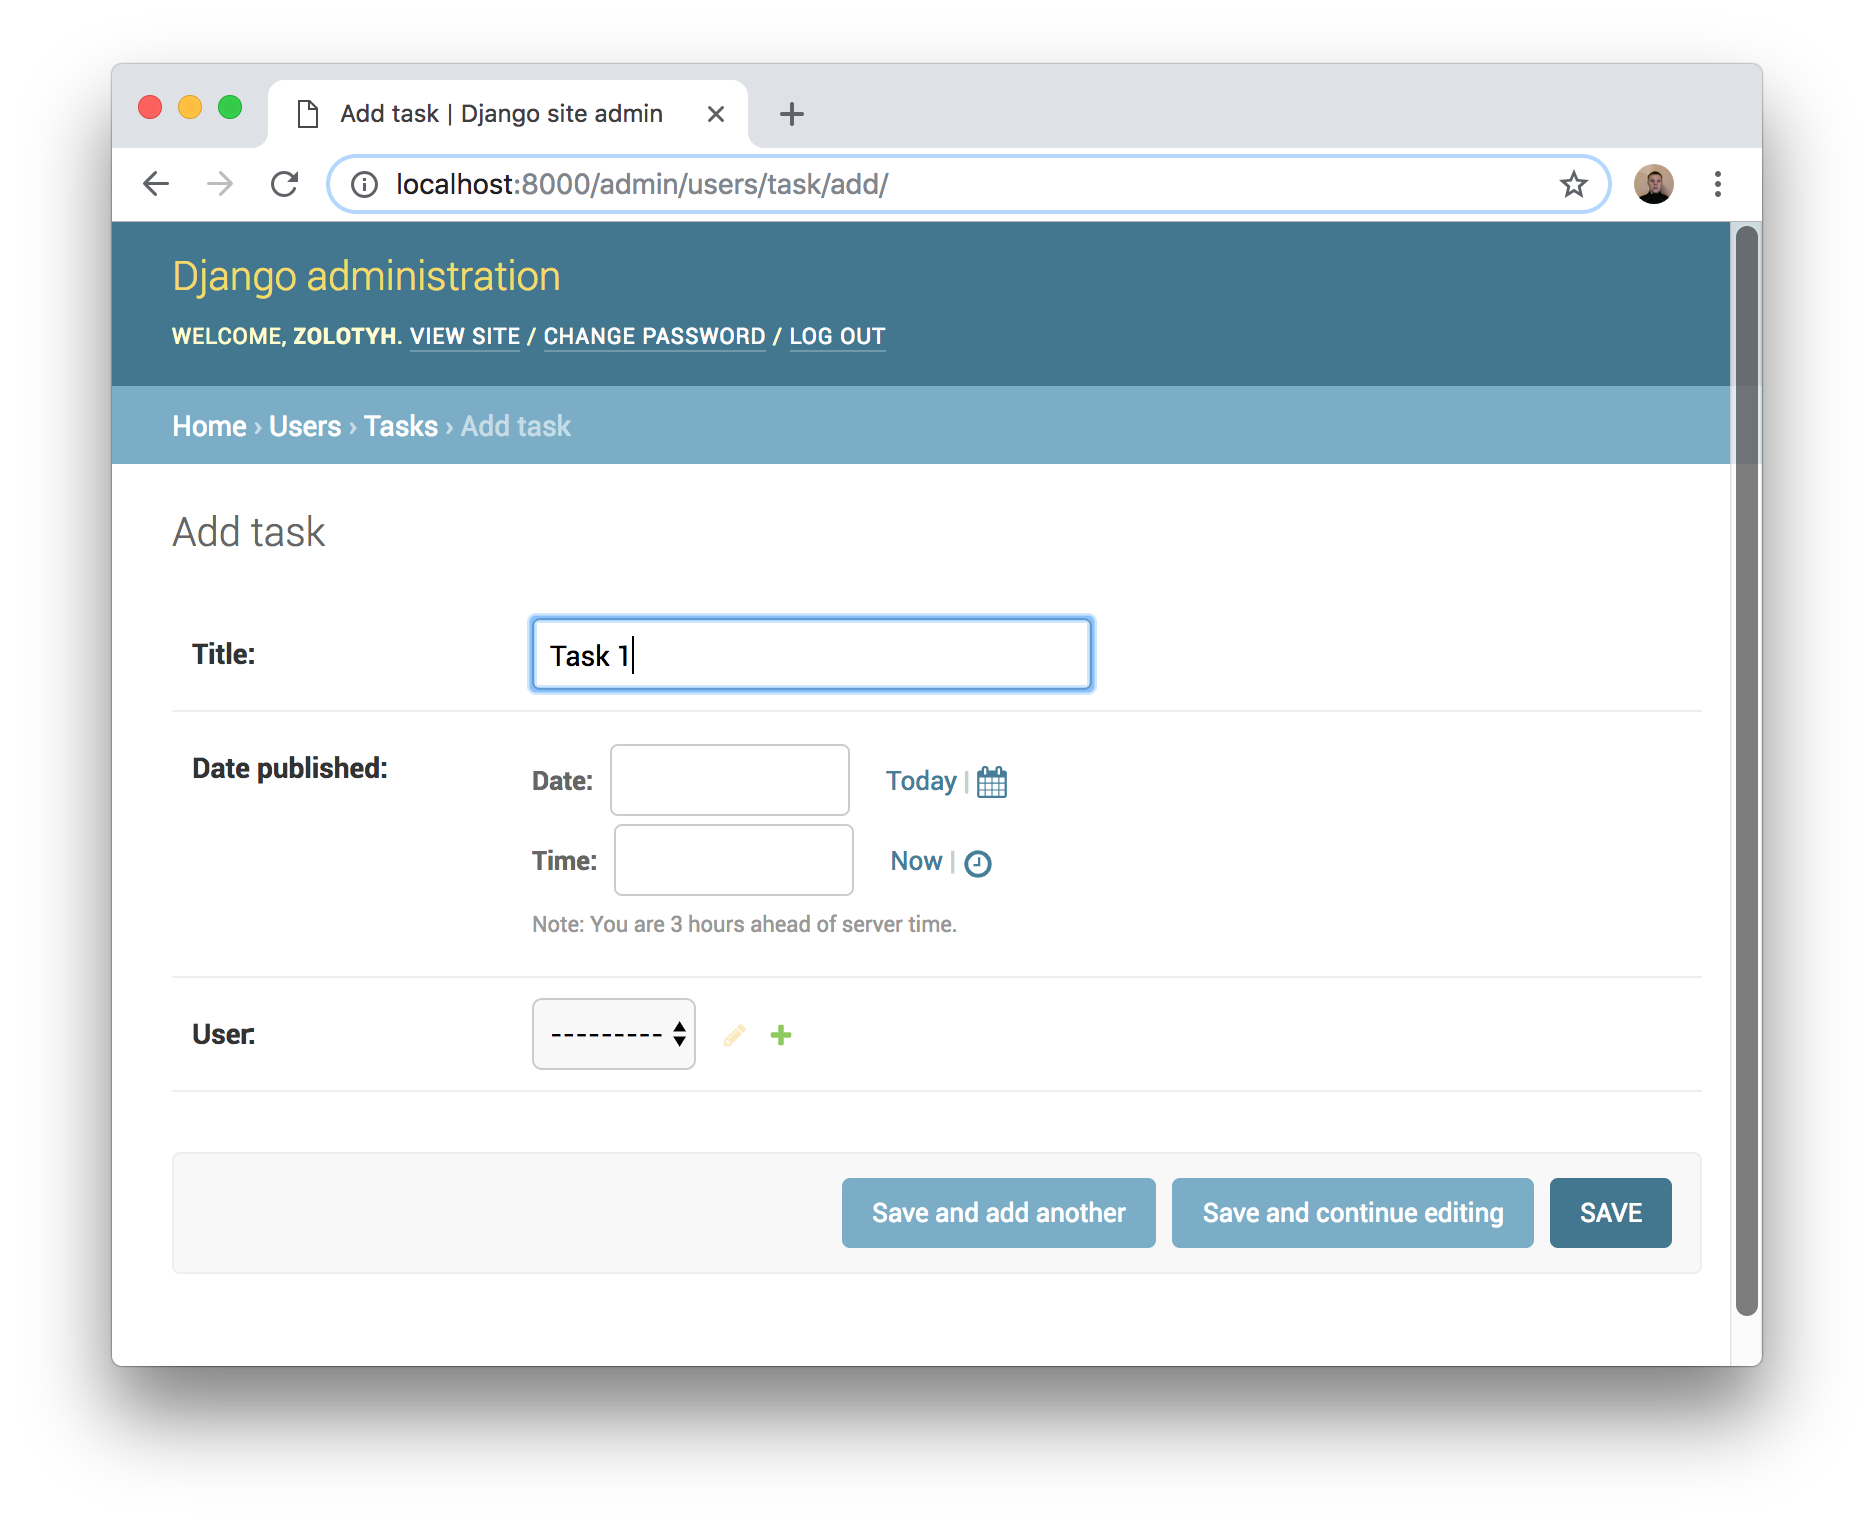 Add task | Django site admin
localhost:8000/admin/users/task/add/
Django administration
WELCOME, ZOLOTYH. VIEW SITE / CHANGE PASSWORD / LOG OUT
Home › Users › Tasks › Add task
Add task
Title: Task 1
Date published: Date: Today |
Time: Now |
Note: You are 3 hours ahead of server time.
User: ---------
Save and add another Save and continue editing SAVE